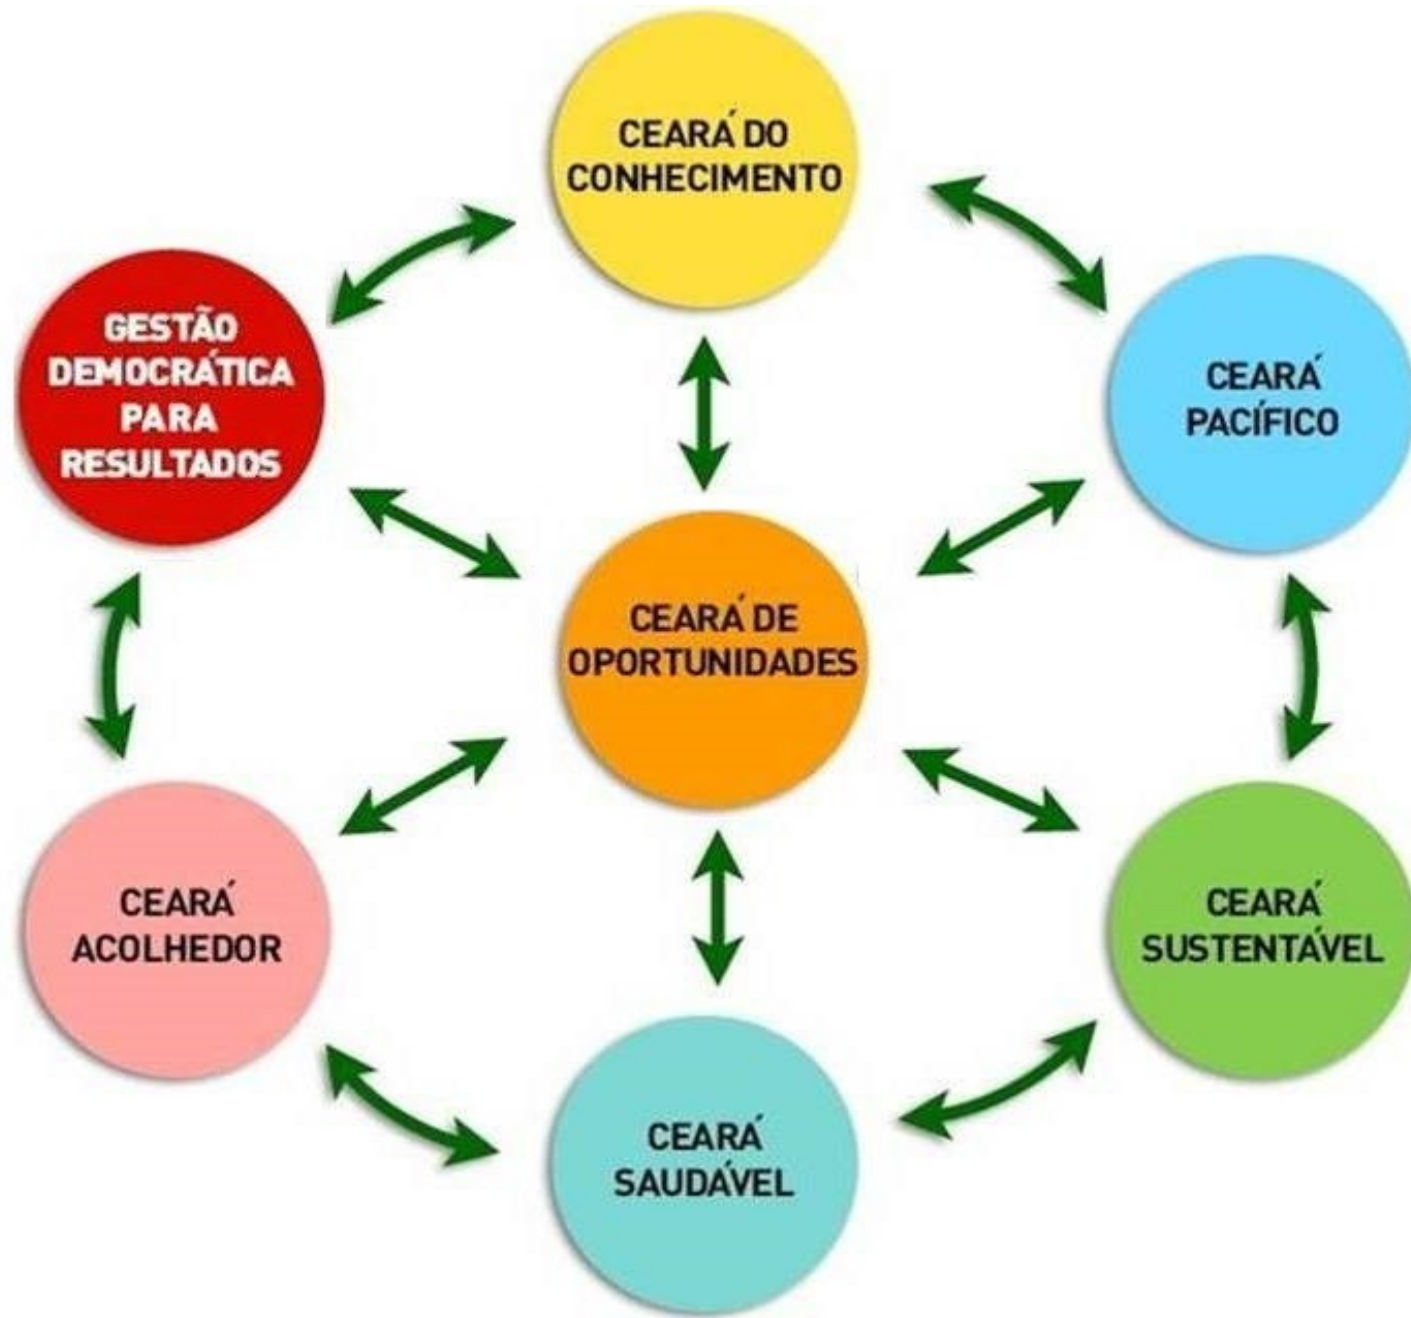 CEARÁ DO
CONHECIMENTO
GESTÃO
DEMOCRÁTICA
PARA
RESULTADOS
CEARÁ
PACÍFICO
CEARÁ DE
OPORTUNIDADES
CEARÁ
ACOLHEDOR
CEARÁ
SUSTENTÁVEL
CEARÁ
SAUDÁVEL